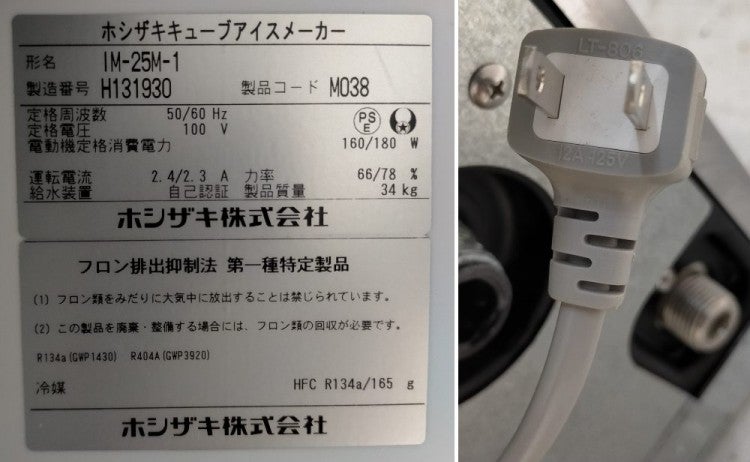 ホシザキキューブアイスメーカー
形名 IM-25M-1
製造番号 H131930 製品コード M038
定格周波数 50/60 Hz
定格電圧 100 V
電動機定格消費電力 160/180 W
PS
E
運転電流 2.4/2.3 A 力率 66/78 %
給水装置 自己認証 製品質量 34 kg
ホシザキ株式会社
フロン排出抑制法 第一種特定製品
(1) フロン類をみだりに大気中に放出することは禁じられています。
(2) この製品を廃棄・整備する場合には、フロン類の回収が必要です。
R134a(GWP1430) R404A(GWP3920)
冷媒 HFC R134a/165 g
ホシザキ株式会社
LT-806
12A 125V